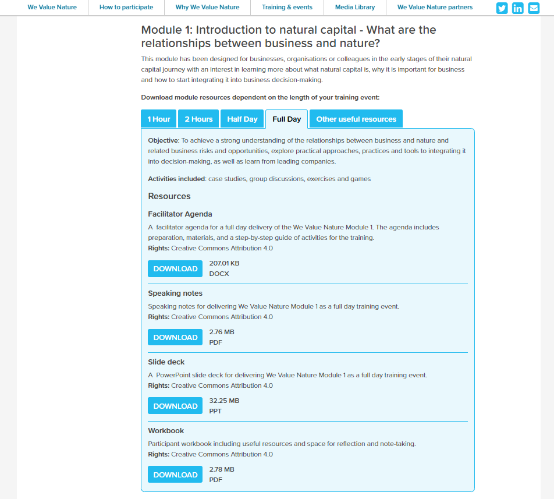 We Value Nature
How to participate
Why We Value Nature
Training & events
Media Library
We Value Nature partners
Module 1: Introduction to natural capital - What are the
relationships between business and nature?
This module has been designed for businesses, organisations or colleagues in the early stages of their natural
capital journey with an interest in learning more about what natural capital is, why it is important for business
and how to start integrating it into business decision-making.
Download module resources dependent on the length of your training event:
1 Hour
2 Hours
Half Day
Full Day
Other useful resources
Objective: To achieve a strong understanding of the relationships between business and nature and
related business risks and opportunities, explore practical approaches, practices and tools to integrating it
into decision-making, as well as learn from leading companies.
Activities included: case studies, group discussions, exercises and games.
Resources
Facilitator Agenda
A facilitator agenda for a full day delivery of the We Value Nature Module 1. The agenda includes
preparation, materials, and a step-by-step guide of activities for the training.
Rights: Creative Commons Attribution 4.0
DOWNLOAD
207.01 KB
DOCX
Speaking notes
Speaking notes for delivering We Value Nature Module 1 as a full day training event.
Rights: Creative Commons Attribution 4.0
DOWNLOAD
2.76 MB
PDF
Slide deck
A PowerPoint slide deck for delivering We Value Nature Module 1 as a full day training event.
Rights: Creative Commons Attribution 4.0
DOWNLOAD
32.25 MB
PPT
Workbook
Participant workbook including useful resources and space for reflection and note-taking.
Rights: Creative Commons Attribution 4.0
DOWNLOAD
2.78 MB
PDF